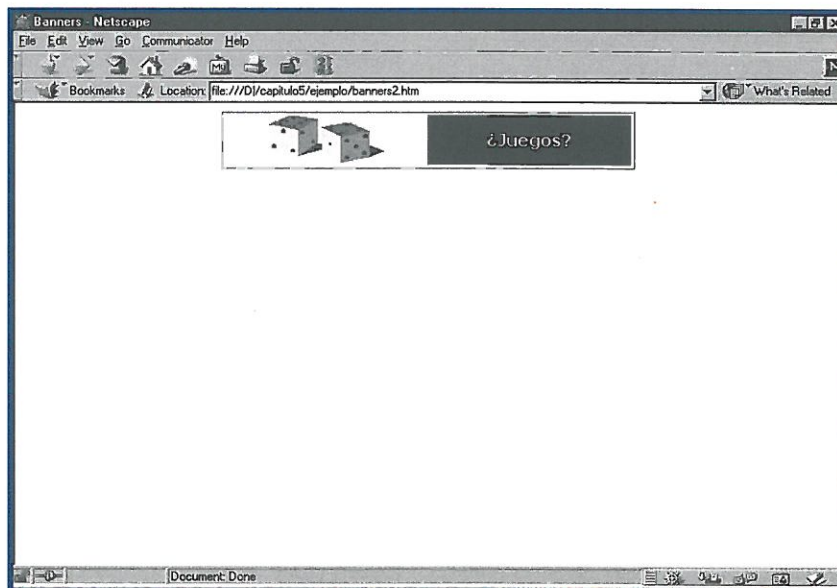 Banners - Netscape
File Edit View Go Communicator Help
My
Bookmarks Location: file:///D|/capitulo5/ejemplo/banners2.htm What's Related
¿Juegos?
Document: Done